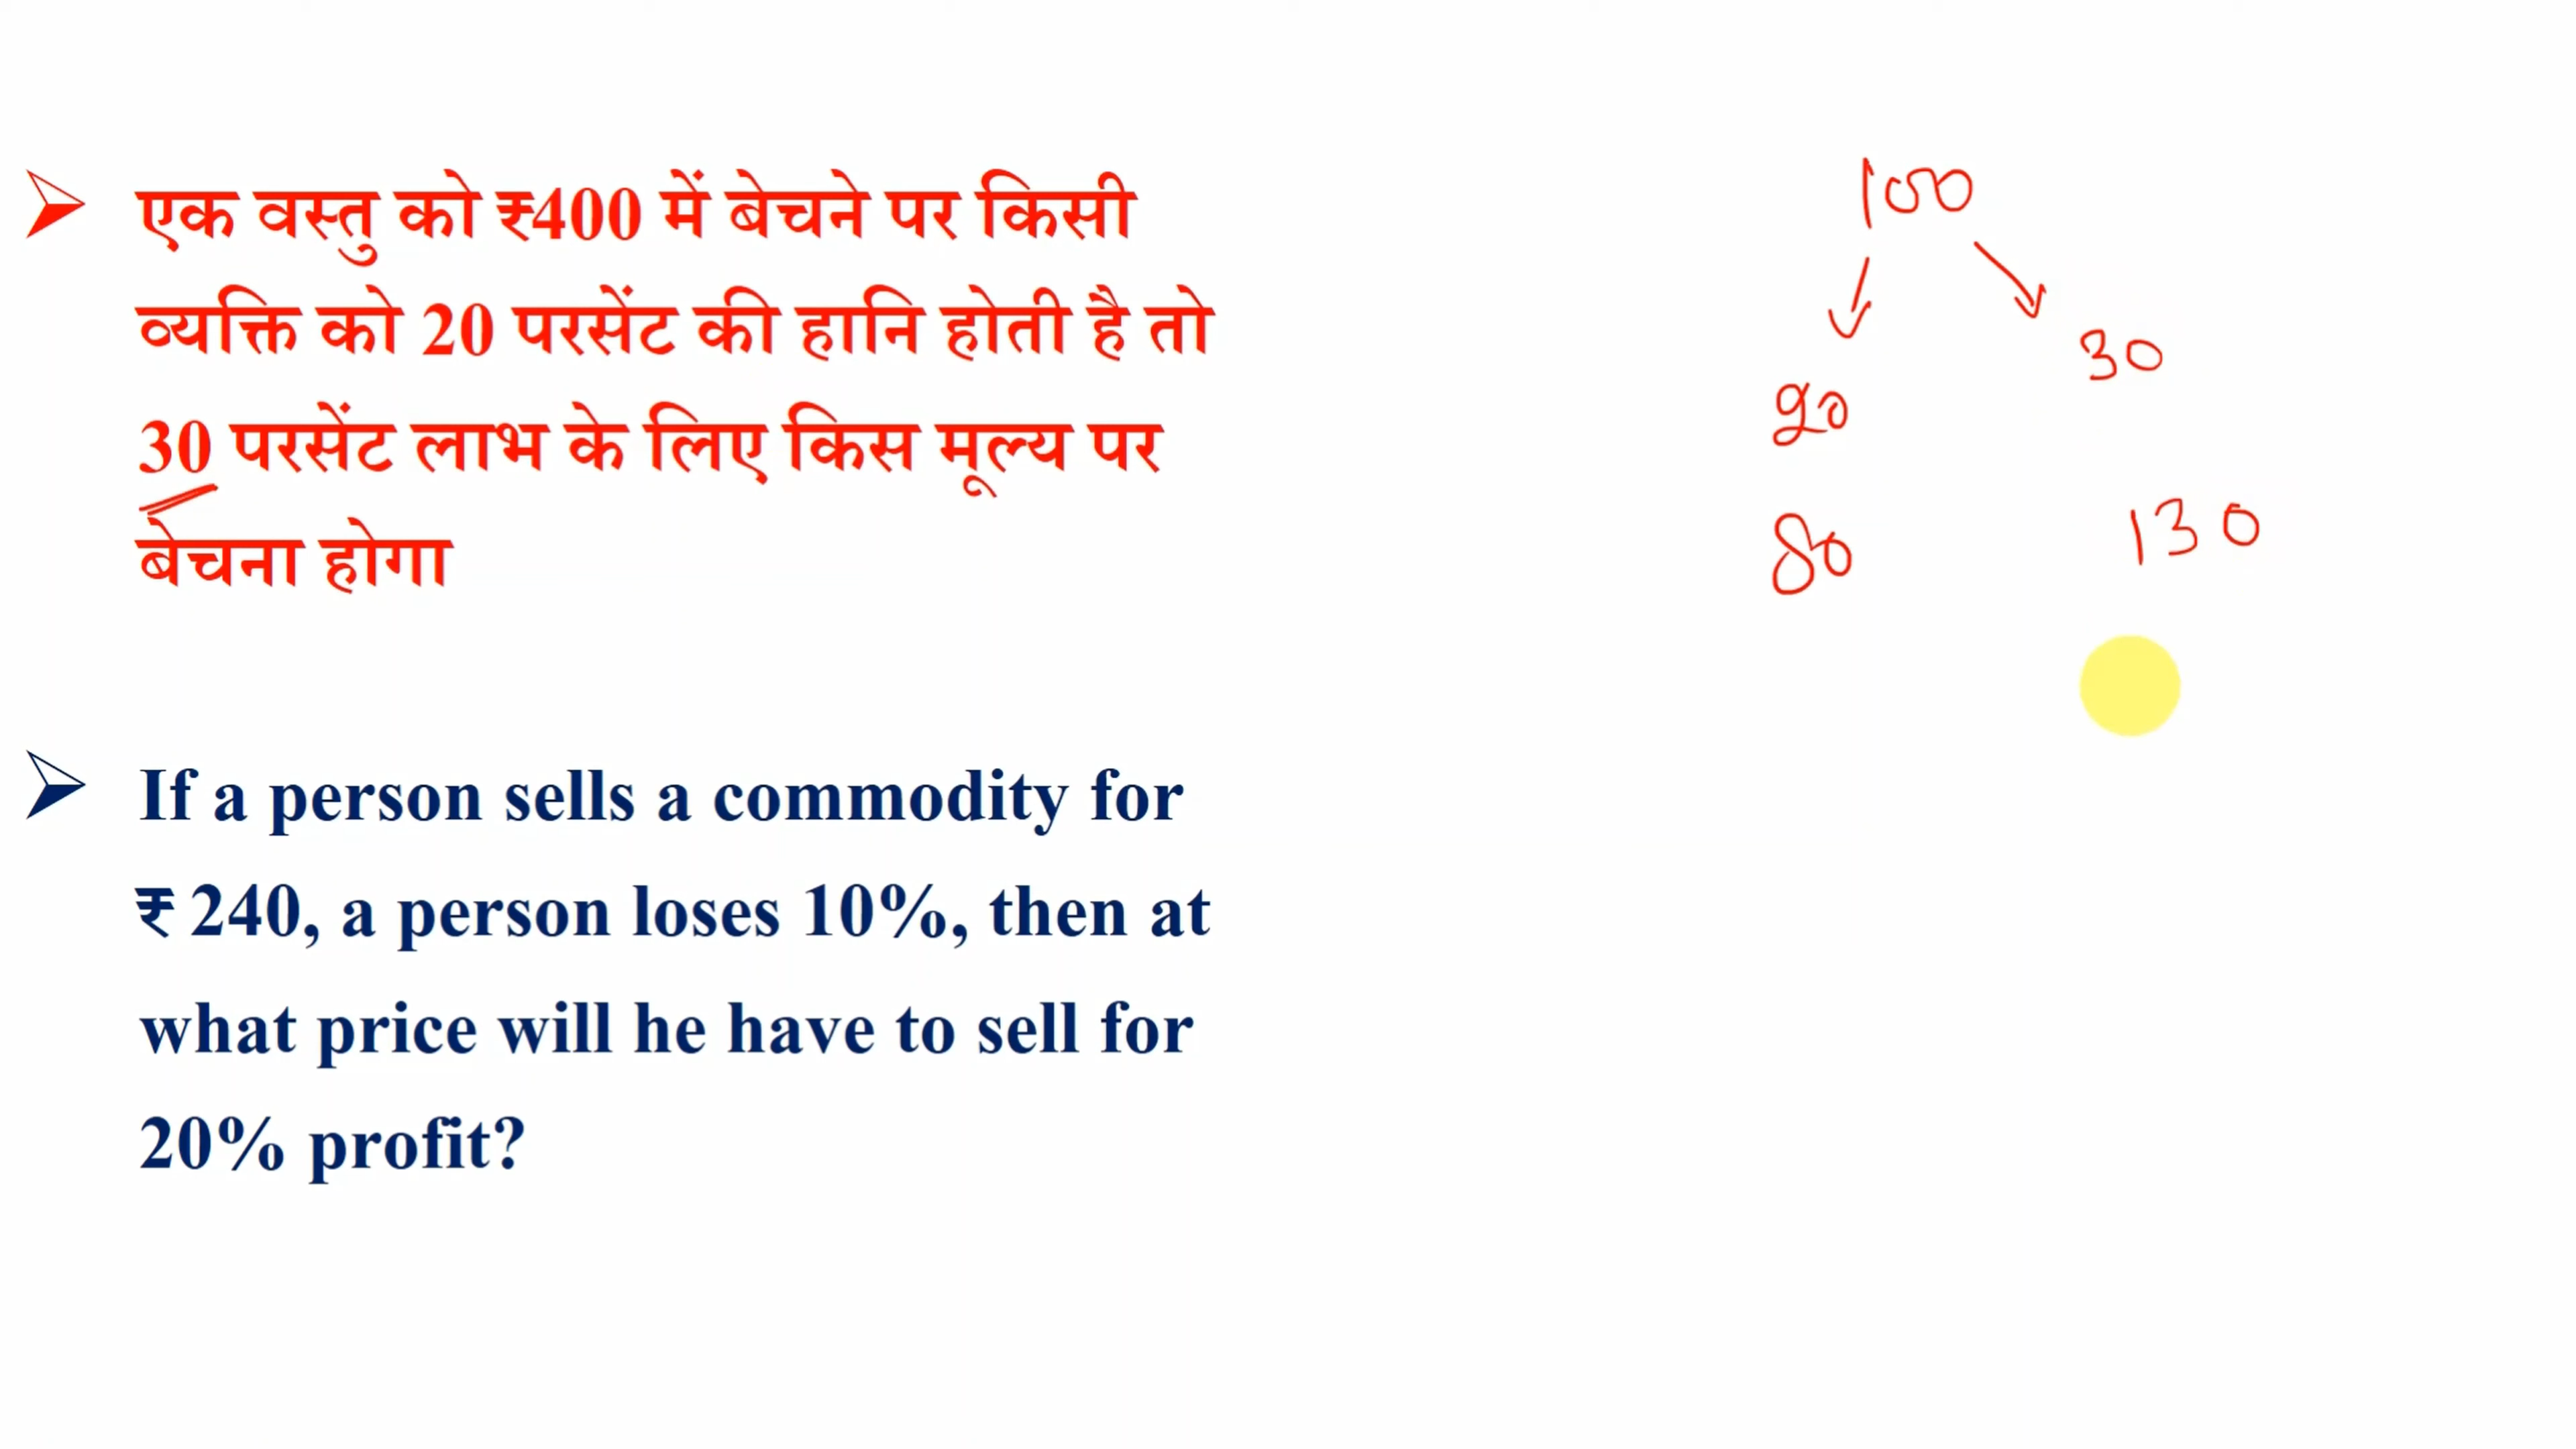 एक वस्तु को ₹400 में बेचने पर किसी
व्यक्ति को 20 परसेंट की हानि होती है तो
30 परसेंट लाभ के लिए किस मूल्य पर
बेचना होगा
If a person sells a commodity for
₹ 240, a person loses 10%, then at
what price will he have to sell for
20% profit?
100
20
30
80
130